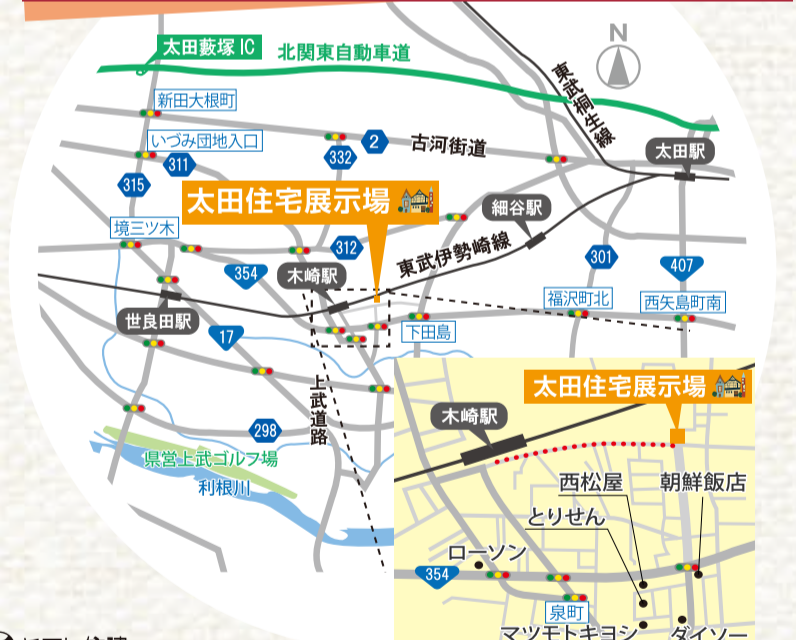 N
太田藪塚 IC
北関東自動車道
東武桐生線
新田大根町
いづみ団地入口
2
古河街道
太田駅
311
332
315
太田住宅展示場
細谷駅
境三ツ木
312
東武伊勢崎線
301
407
354
木崎駅
福沢町北
西矢島町南
世良田駅
17
下田島
上武道路
298
県営上武ゴルフ場
利根川
太田住宅展示場
木崎駅
西松屋
朝鮮飯店
とりせん
ローソン
354
泉町
マツモトキヨシ
ダイソー